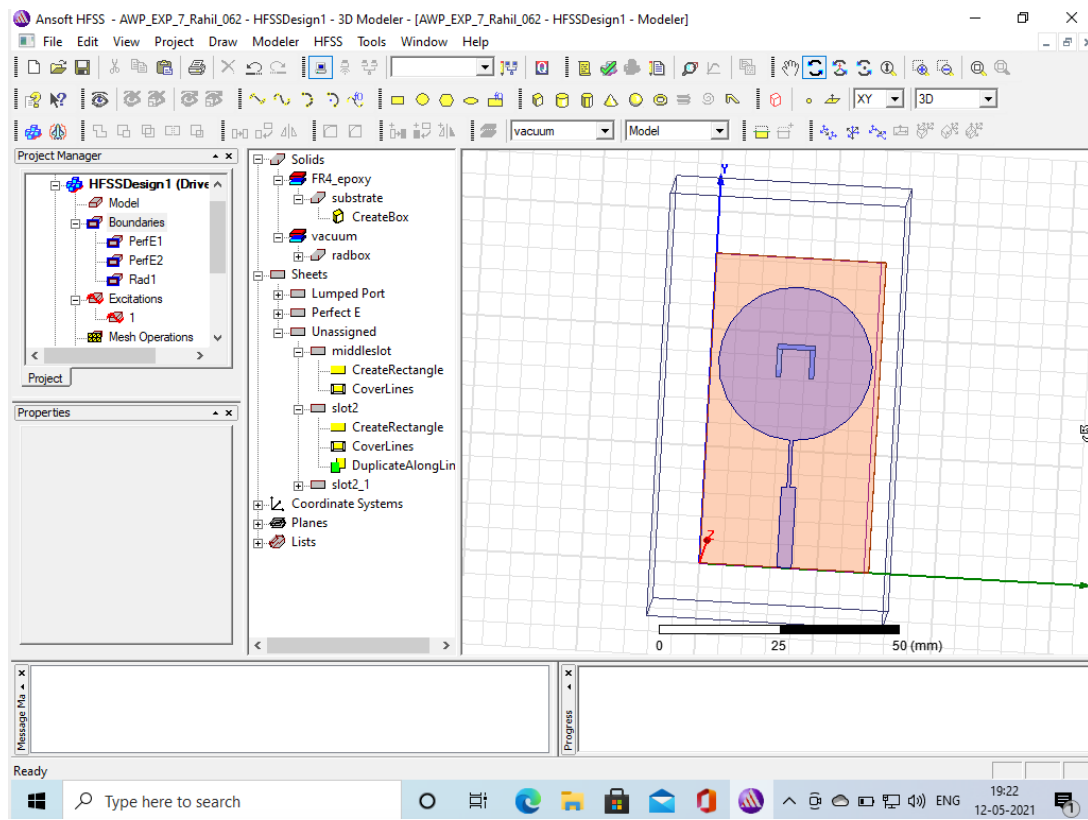 Ansoft HFSS - AWP_EXP_7_Rahil_062 - HFSSDesign1 - 3D Modeler - [AWP_EXP_7_Rahil_062 - HFSSDesign1 - Modeler]
File Edit View Project Draw Modeler HFSS Tools Window Help
XY 3D
vacuum Model
Project Manager
HFSSDesign1 (Drive
Model
Boundaries
PerfE1
PerfE2
Rad1
Excitations
1
Mesh Operations
Project
Properties
Solids
FR4_epoxy
substrate
CreateBox
vacuum
radbox
Sheets
Lumped Port
Perfect E
Unassigned
middleslot
CreateRectangle
CoverLines
slot2
CreateRectangle
CoverLines
DuplicateAlongLin
slot2_1
Coordinate Systems
Planes
Lists
Y
Z
0 25 50 (mm)
Message Ma
Progress
Ready
Type here to search
ENG
19:22
12-05-2021
1